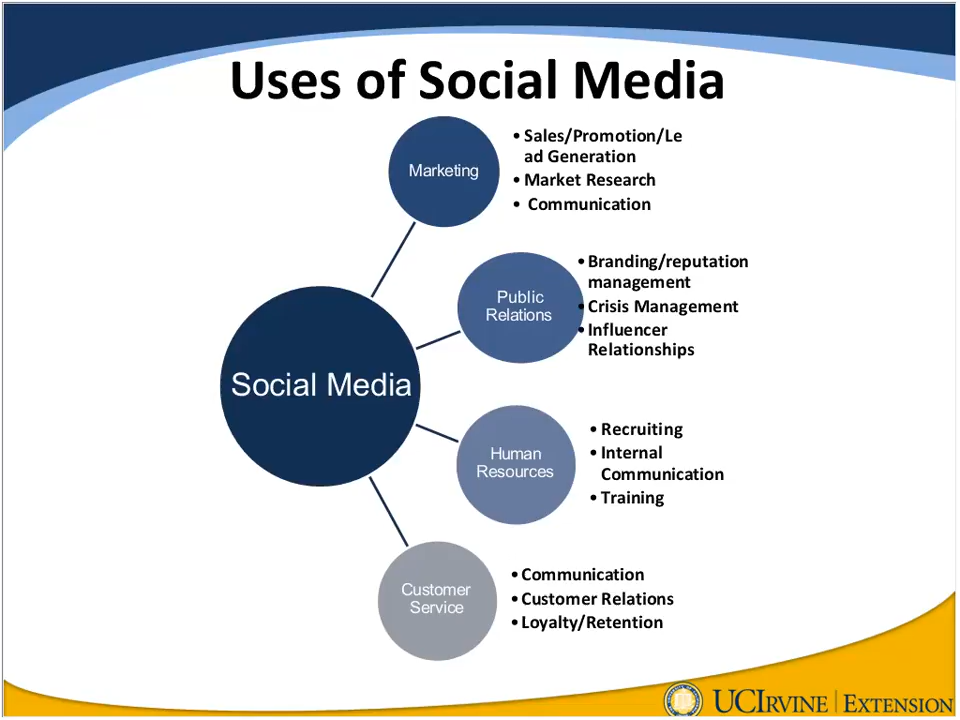 Uses of Social Media
Marketing
• Sales/Promotion/Le
ad Generation
• Market Research
• Communication
Public
Relations
• Branding/reputation
management
• Crisis Management
• Influencer
Relationships
Social Media
Human
Resources
• Recruiting
• Internal
Communication
• Training
Customer
Service
• Communication
• Customer Relations
• Loyalty/Retention
UCIRVINE | EXTENSION